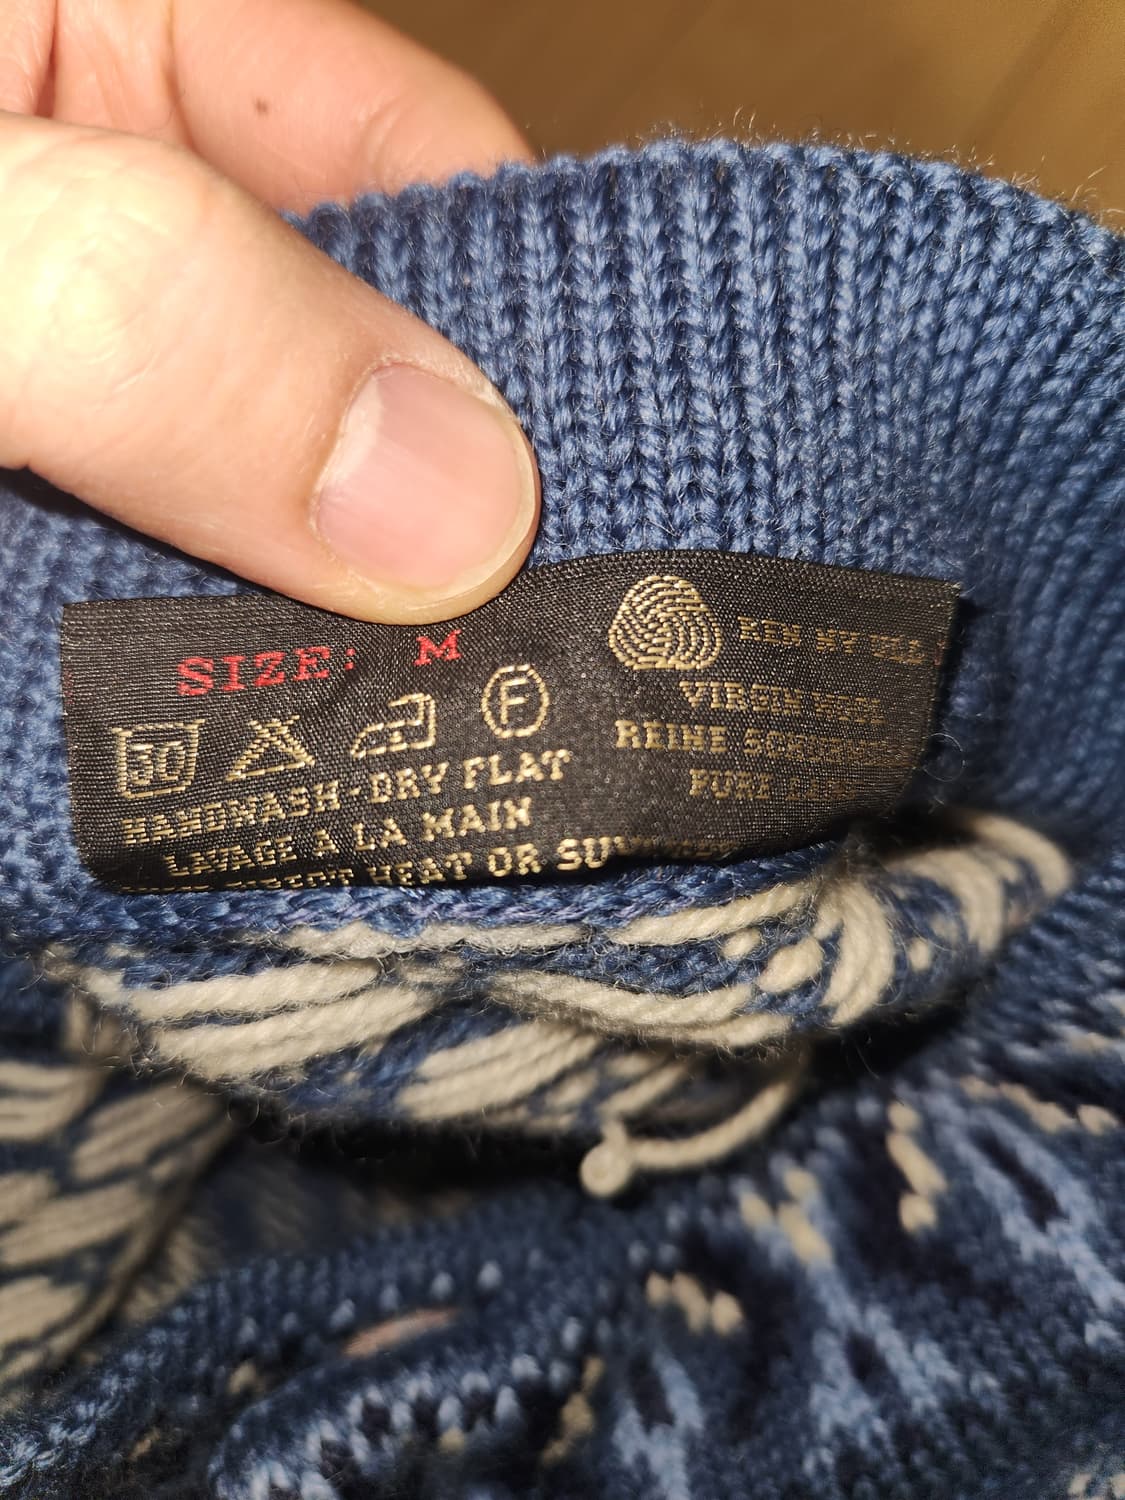 SIZE: M
30
F
HANDWASH-DRY FLAT
LAVAGE A LA MAIN
HEAT OR
REN NY ULL
VIRGIN WOOL
REINE
PURE